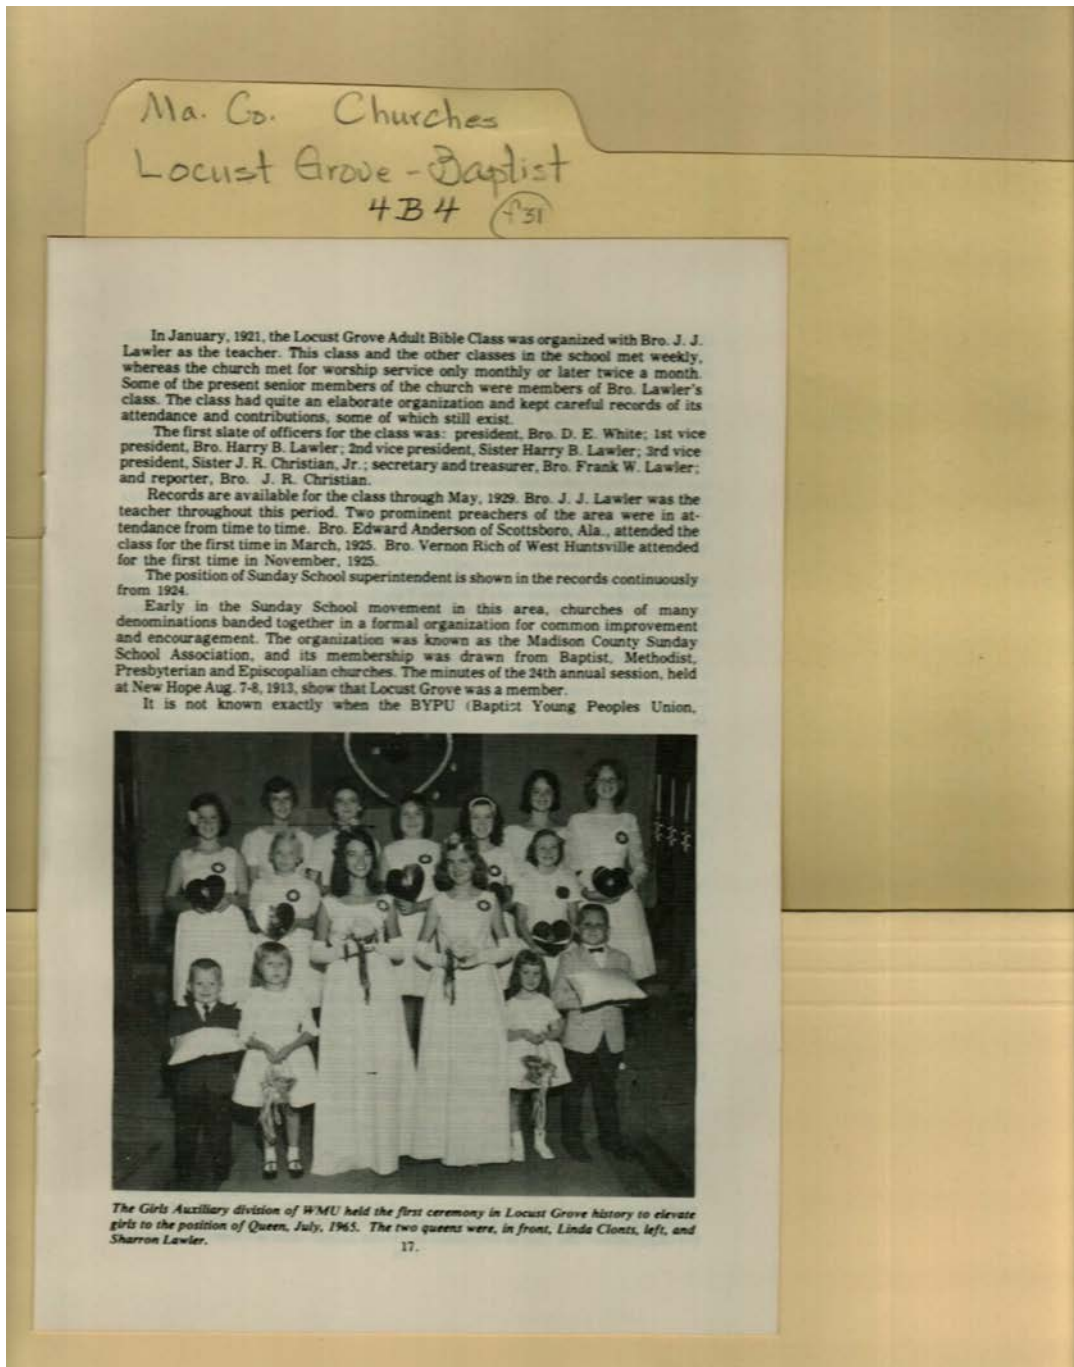 Ma. Co. Churches
Locust Grove - Baptist
4B4 f31
In January, 1921, the Locust Grove Adult Bible Class was organized with Bro. J. J.
Lawler as the teacher. This class and the other classes in the school met weekly,
whereas the church met for worship service only monthly or later twice a month.
Some of the present senior members of the church were members of Bro. Lawler's
class. The class had quite an elaborate organization and kept careful records of its
attendance and contributions, some of which still exist.
The first slate of officers for the class was: president, Bro. D. E. White; 1st vice
president, Bro. Harry B. Lawler; 2nd vice president, Sister Harry B. Lawler; 3rd vice
president, Sister J. R. Christian, Jr.; secretary and treasurer, Bro. Frank W. Lawler;
and reporter, Bro. J. R. Christian.
Records are available for the class through May, 1929. Bro. J. J. Lawler was the
teacher throughout this period. Two prominent preachers of the area were in at-
tendance from time to time. Bro. Edward Anderson of Scottsboro, Ala., attended the
class for the first time in March, 1925. Bro. Vernon Rich of West Huntsville attended
for the first time in November, 1925.
The position of Sunday School superintendent is shown in the records continuously
from 1924.
Early in the Sunday School movement in this area, churches of many
denominations banded together in a formal organization for common improvement
and encouragement. The organization was known as the Madison County Sunday
School Association, and its membership was drawn from Baptist, Methodist,
Presbyterian and Episcopalian churches. The minutes of the 24th annual session, held
at New Hope Aug. 7-8, 1913, show that Locust Grove was a member.
It is not known exactly when the BYPU (Baptist Young Peoples Union,
The Girls Auxiliary division of WMU held the first ceremony in Locust Grove history to elevate
girls to the position of Queen, July, 1965. The two queens were, in front, Linda Clonts, left, and
Sharron Lawler.
17.